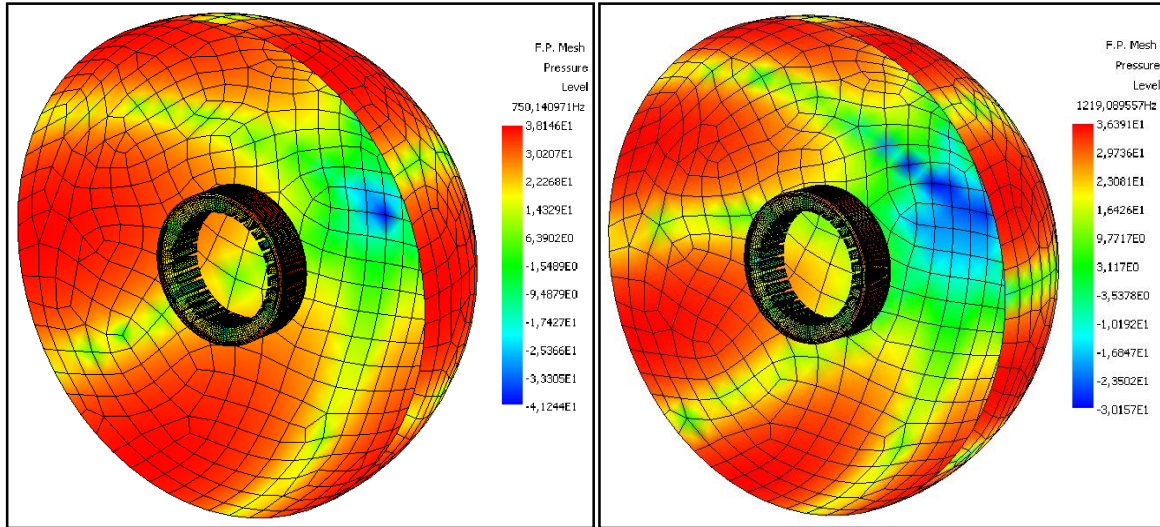 F.P. Mesh
Pressure
Level
750,140971Hz
3,8146E1
3,0207E1
2,2268E1
1,4329E1
6,3902E0
-1,5489E0
-9,4879E0
-1,7427E1
-2,5366E1
-3,3305E1
-4,1244E1
F.P. Mesh
Pressure
Level
1219,089557Hz
3,6391E1
2,9736E1
2,3081E1
1,6426E1
9,7717E0
3,117E0
-3,5378E0
-1,0192E1
-1,6847E1
-2,3502E1
-3,0157E1